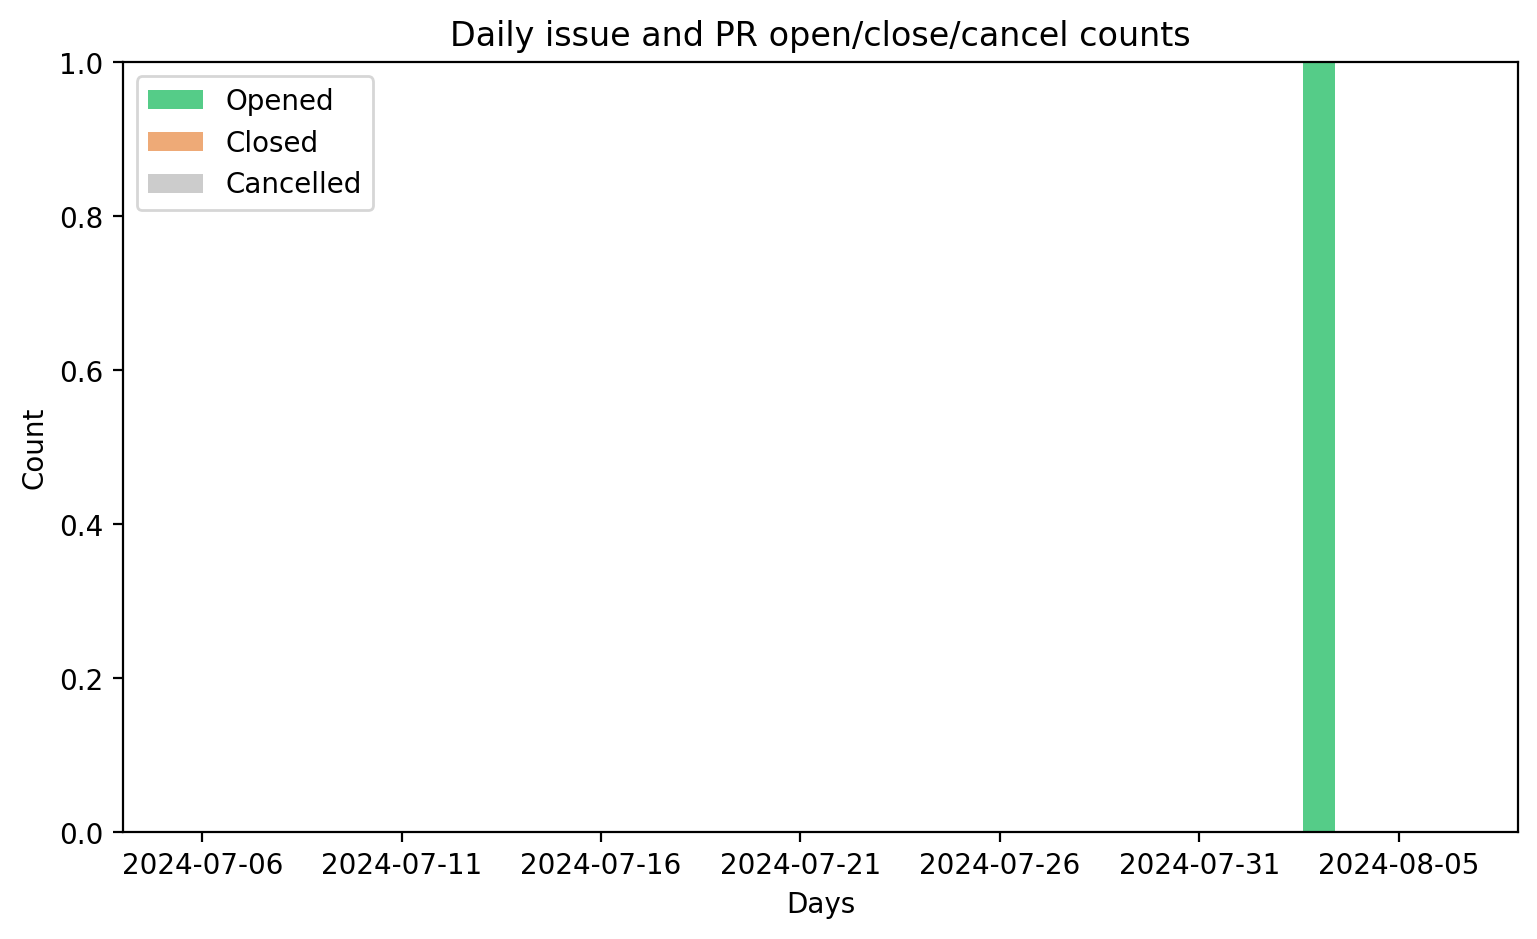 Daily issue and PR open/close/cancel counts
1.0
0.8
0.6
0.4
0.2
0.0
Count
Opened
Closed
Cancelled
2024-07-06 2024-07-11 2024-07-16 2024-07-21 2024-07-26 2024-07-31 2024-08-05
Days